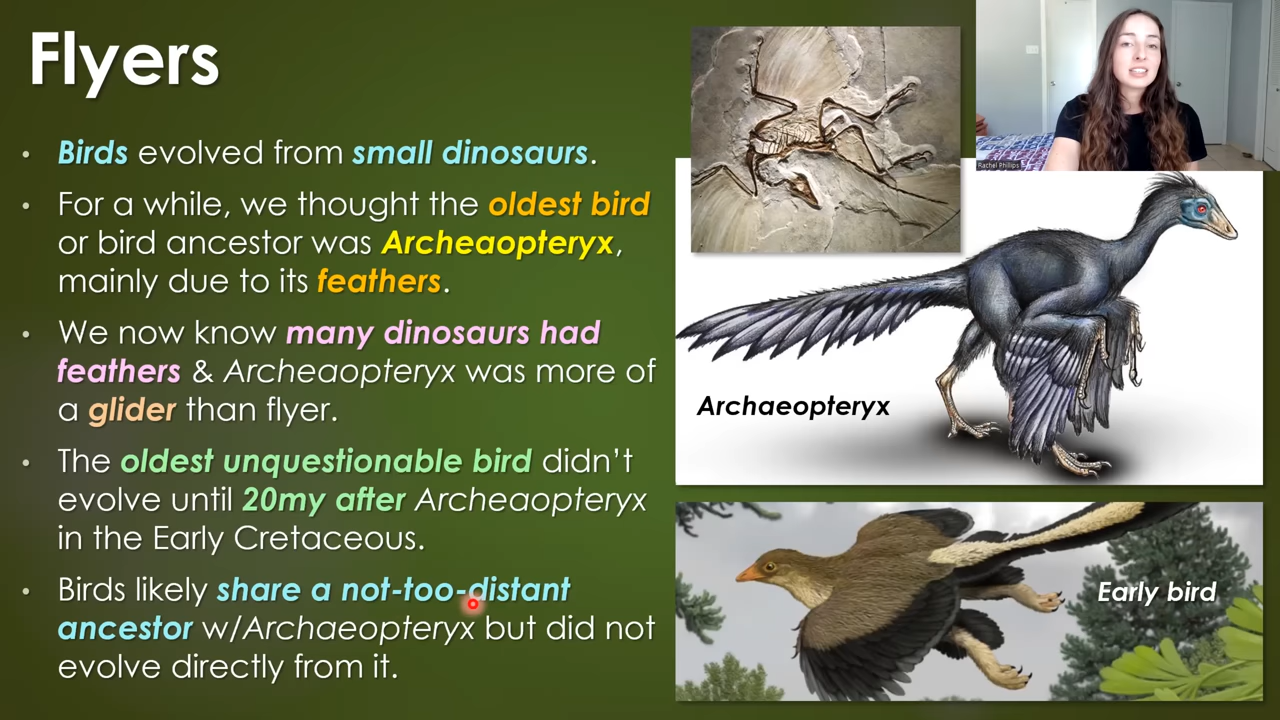 Flyers
• Birds evolved from small dinosaurs.
• For a while, we thought the oldest bird
or bird ancestor was Archeaopteryx,
mainly due to its feathers.
• We now know many dinosaurs had
feathers & Archeaopteryx was more of
a glider than flyer.
• The oldest unquestionable bird didn't
evolve until 20my after Archeaopteryx
in the Early Cretaceous.
• Birds likely share a not-too-distant
ancestor w/Archaeopteryx but did not
evolve directly from it.
Rachel Phillips
Archaeopteryx
Early bird